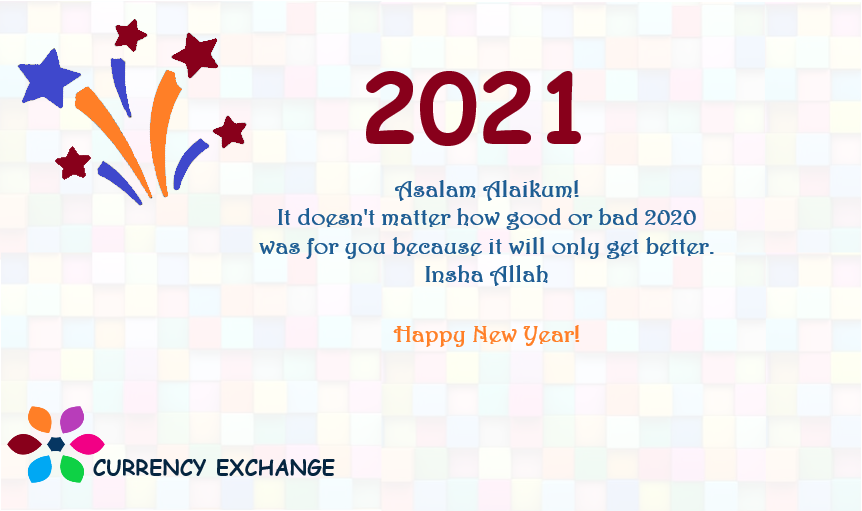 2021
Asalam Alaikum!
It doesn't matter how good or bad 2020
was for you because it will only get better.
Insha Allah
Happy New Year!
CURRENCY EXCHANGE